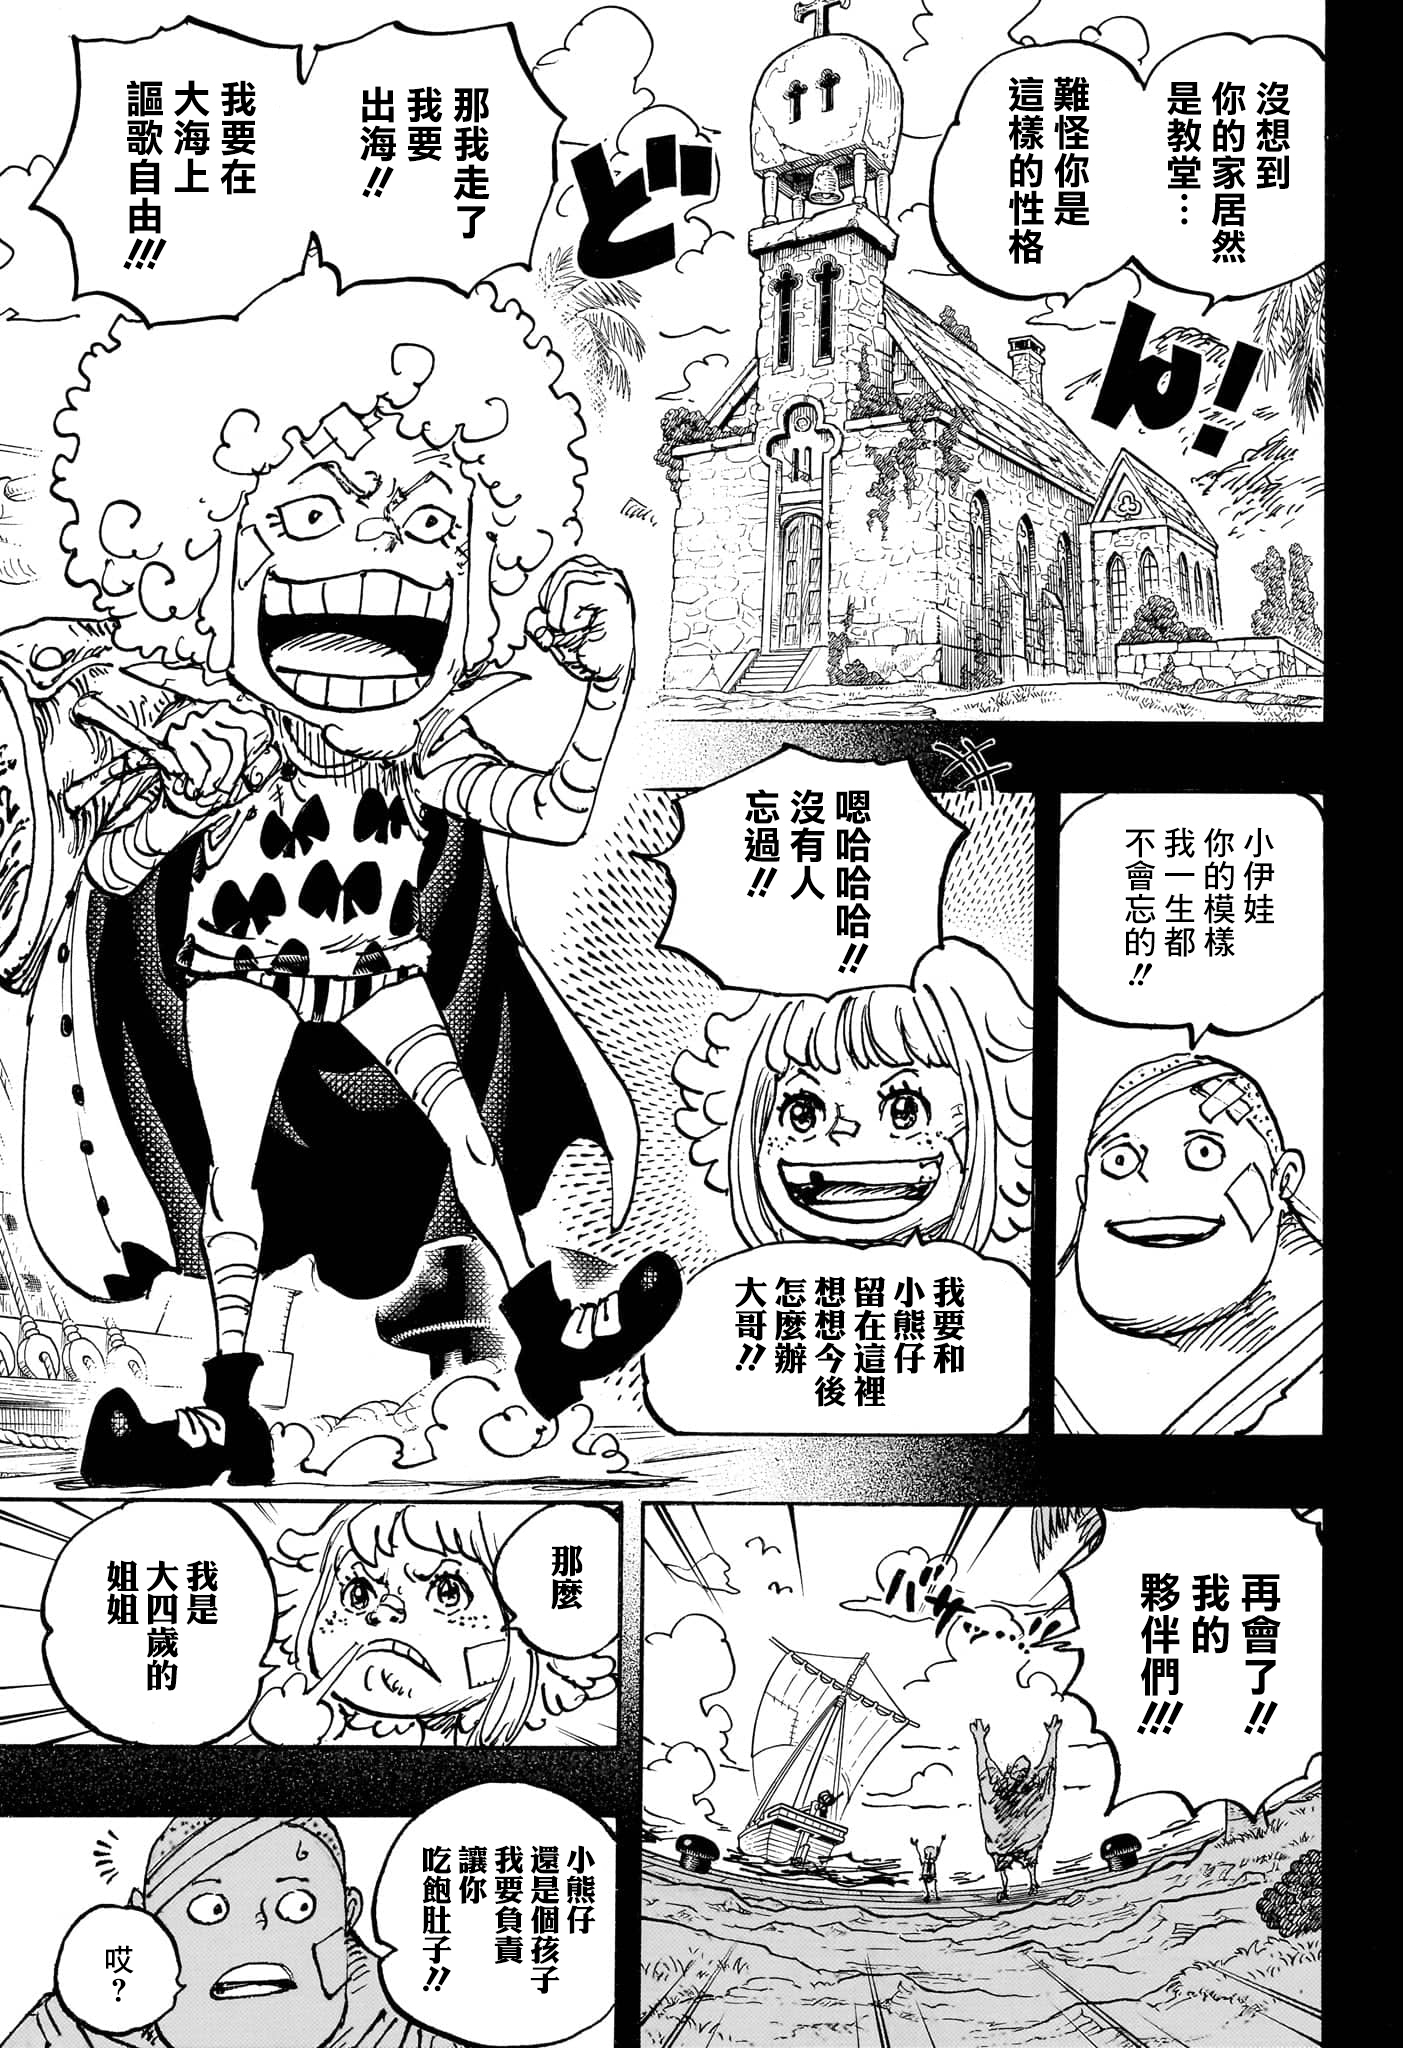 沒想到
你的家居然
是教堂…
難怪你是
這樣的性格
どん！
那我走了
我要
出海!!
我要在
大海上
謳歌自由!!!
小伊娃
你的模樣
我一生都
不會忘的!!
嗯哈哈哈哈!!
沒有人
忘過!!
我要和
小熊仔
留在這裡
想想今後
怎麼辦
大哥!!
再會了!!
我的
夥伴們!!!
那麼
我是
大四歲的
姐姐
小熊仔
還是個孩子
我要負責
讓你
吃飽肚子!!
哎?